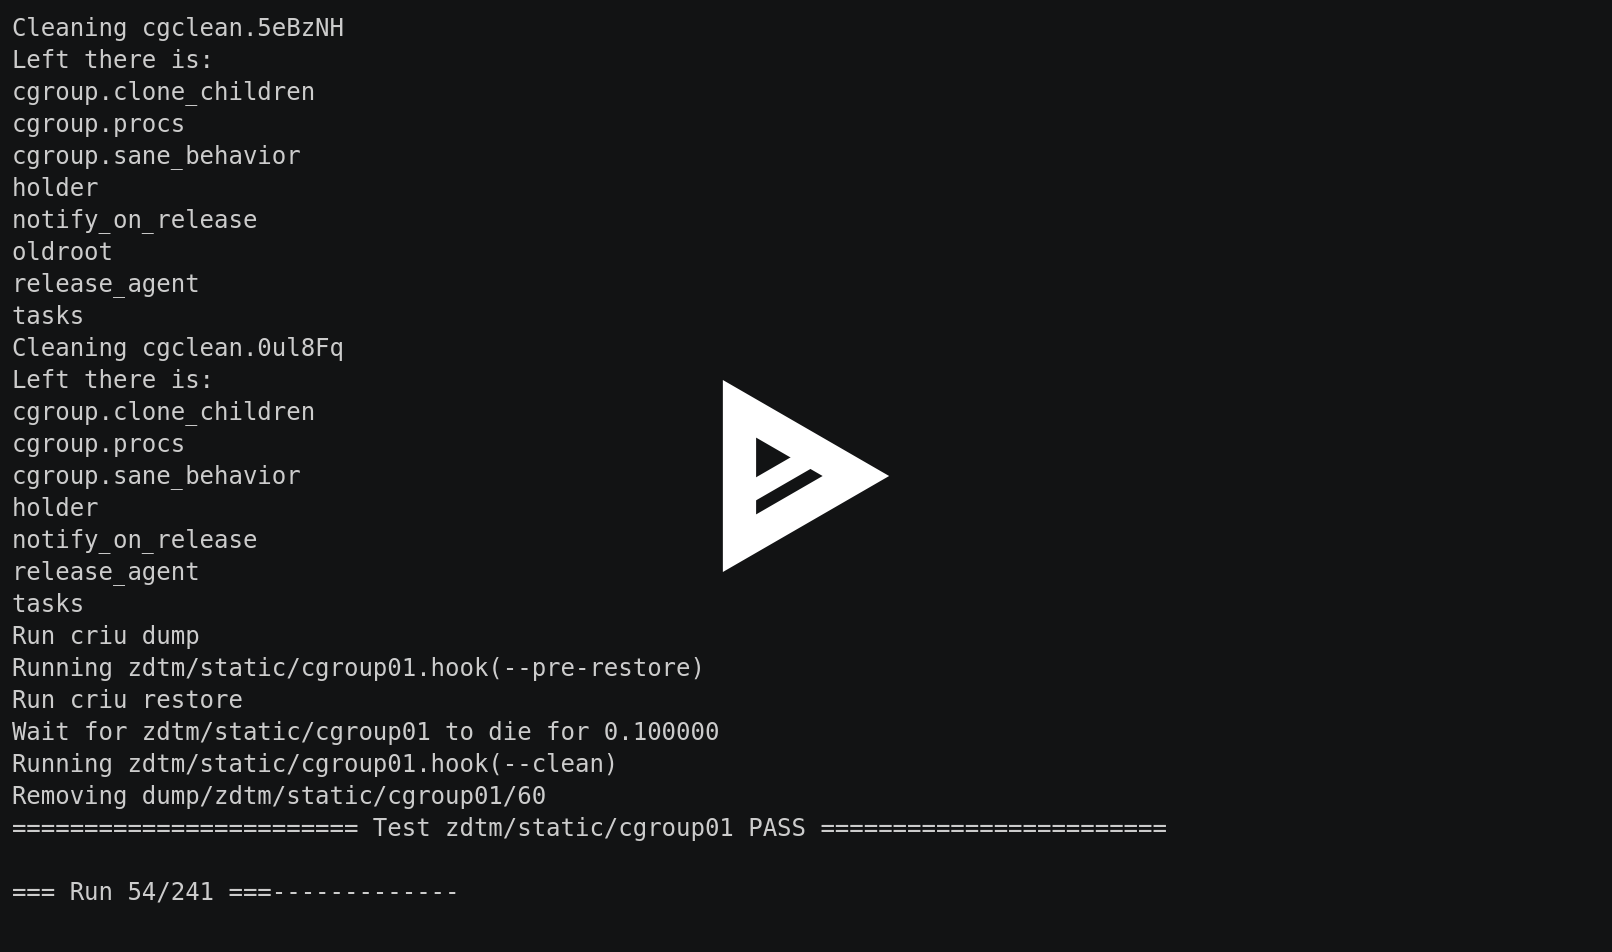 Cleaning cgclean.5eBzNH
Left there is:
cgroup.clone_children
cgroup.procs
cgroup.sane_behavior
holder
notify_on_release
oldroot
release_agent
tasks
Cleaning cgclean.0ul8Fq
Left there is:
cgroup.clone_children
cgroup.procs
cgroup.sane_behavior
holder
notify_on_release
release_agent
tasks
Run criu dump
Running zdtm/static/cgroup01.hook(--pre-restore)
Run criu restore
Wait for zdtm/static/cgroup01 to die for 0.100000
Running zdtm/static/cgroup01.hook(--clean)
Removing dump/zdtm/static/cgroup01/60
======================== Test zdtm/static/cgroup01 PASS ========================
=== Run 54/241 ===-------------